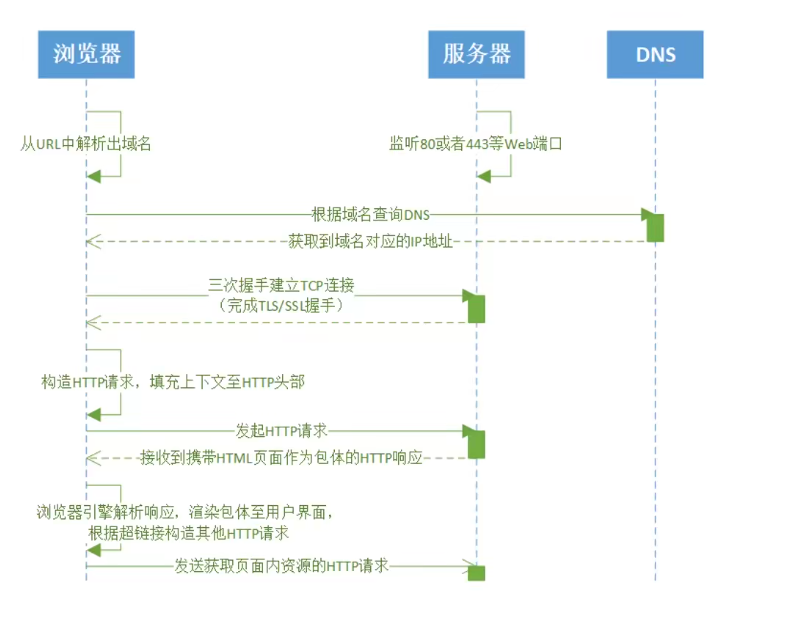 浏览器
服务器
DNS
从URL中解析出域名
监听80或者443等Web端口
根据域名查询DNS
获取到域名对应的IP地址
三次握手建立TCP连接
（完成TLS/SSL握手）
构造HTTP请求，填充上下文至HTTP头部
发起HTTP请求
接收到携带HTML页面作为包体的HTTP响应
浏览器引擎解析响应，渲染包体至用户界面，
根据超链接构造其他HTTP请求
发送获取页面内资源的HTTP请求